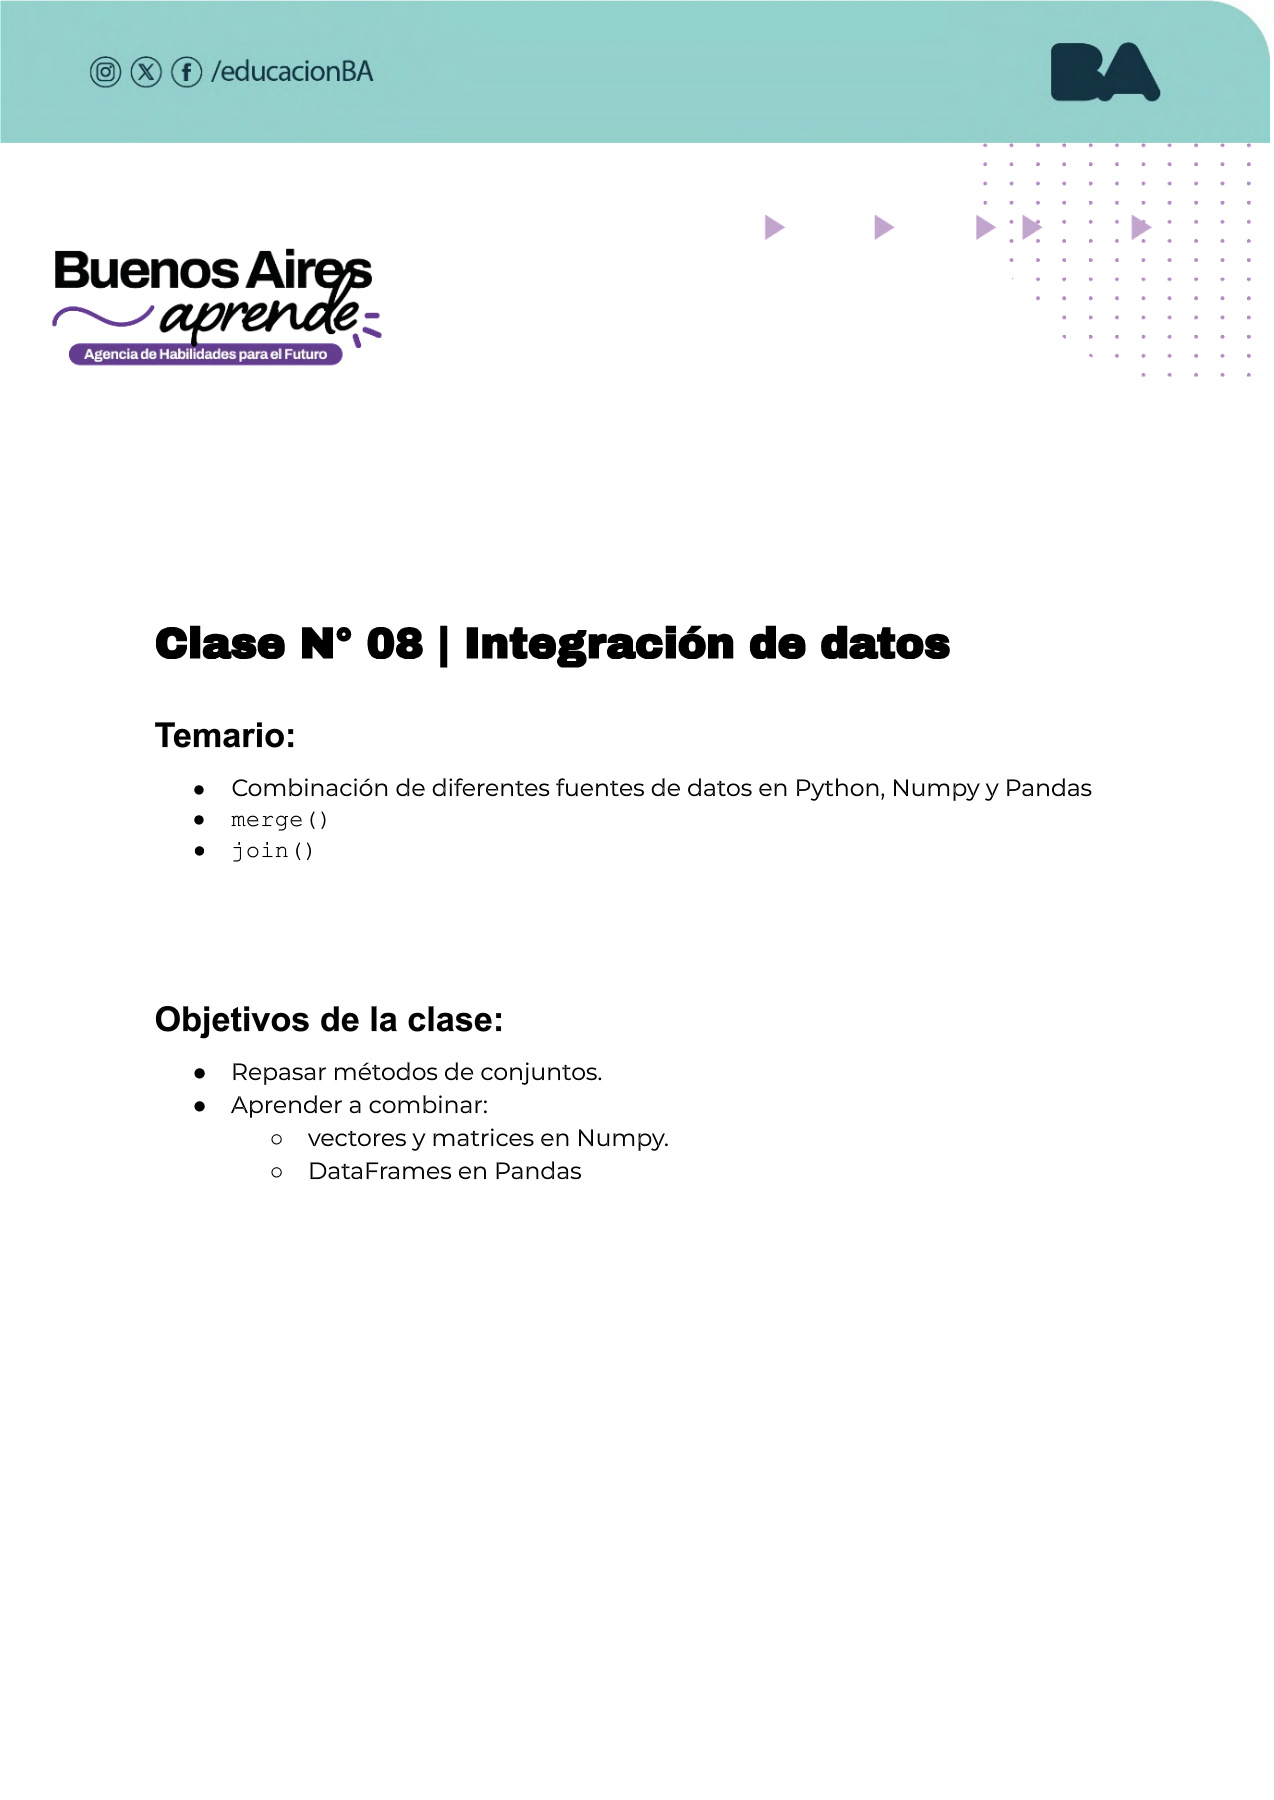 /educacionBA
BA
Buenos Aires
aprende
Agencia de Habilidades para el Futuro
Clase N° 08 | Integración de datos
Temario:
● Combinación de diferentes fuentes de datos en Python, Numpy y Pandas
● merge()
● join()
Objetivos de la clase:
● Repasar métodos de conjuntos.
● Aprender a combinar:
○ vectores y matrices en Numpy.
○ DataFrames en Pandas